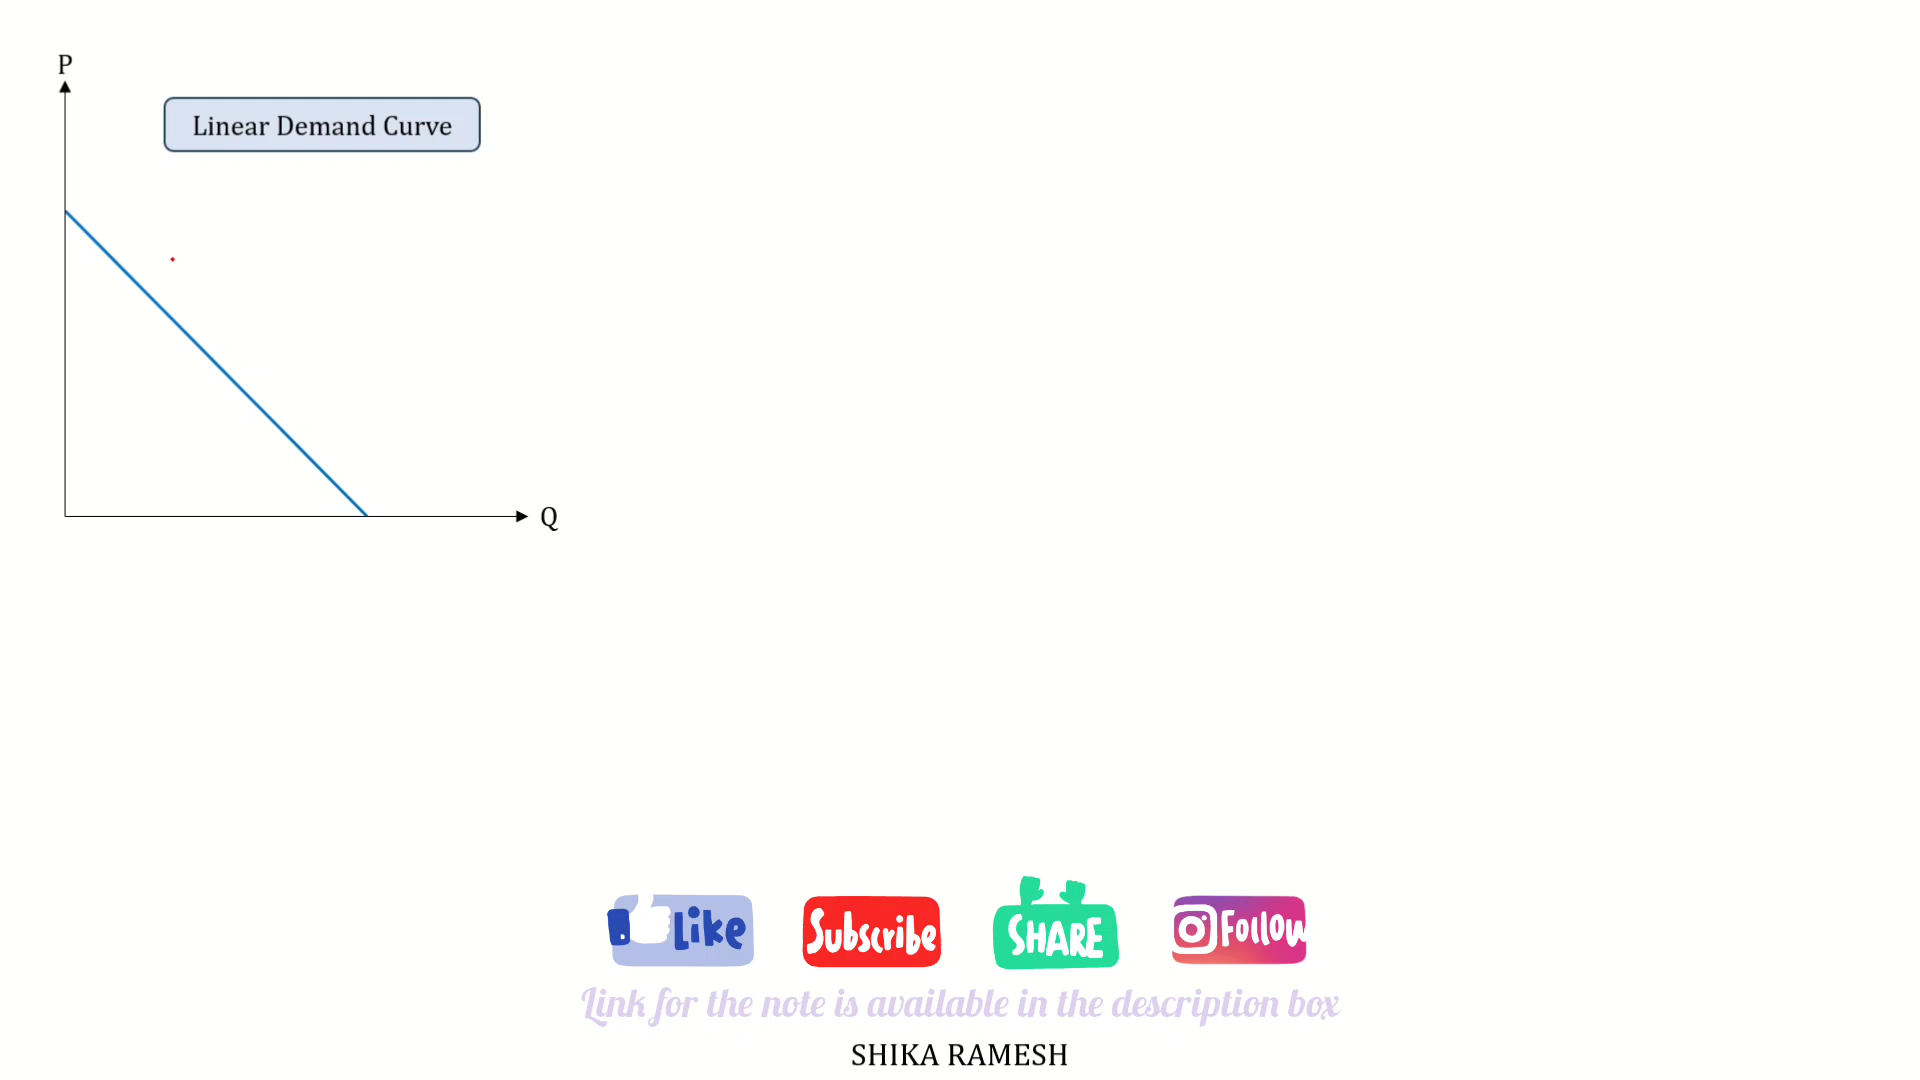 P
Linear Demand Curve
Q
Like
Subscribe
SHARE
Follow
Link for the note is available in the description box
SHIKA RAMESH